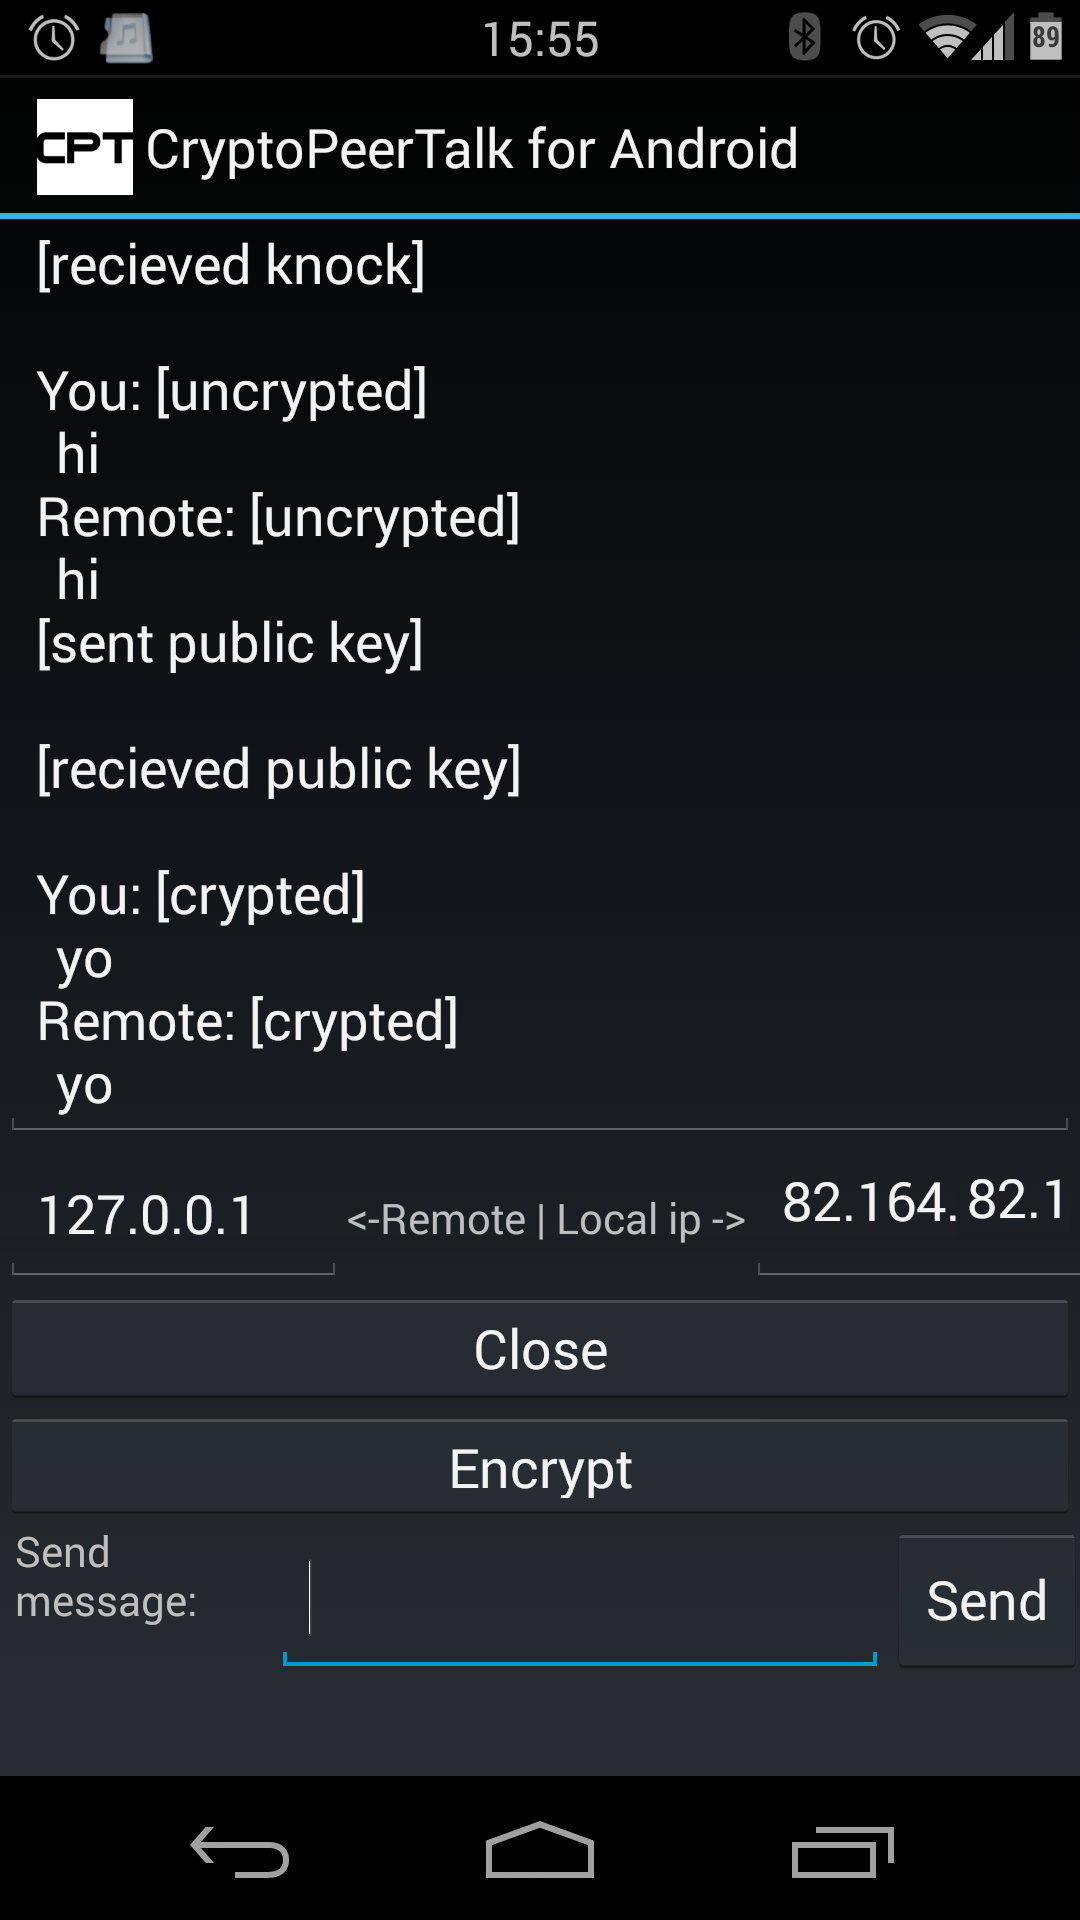 15:55
89
CPT CryptoPeerTalk for Android
[recieved knock]
You: [uncrypted]
hi
Remote: [uncrypted]
hi
[sent public key]
[recieved public key]
You: [crypted]
yo
Remote: [crypted]
yo
127.0.0.1 <-Remote | Local ip -> 82.164.82.1
Close
Encrypt
Send
message:
Send